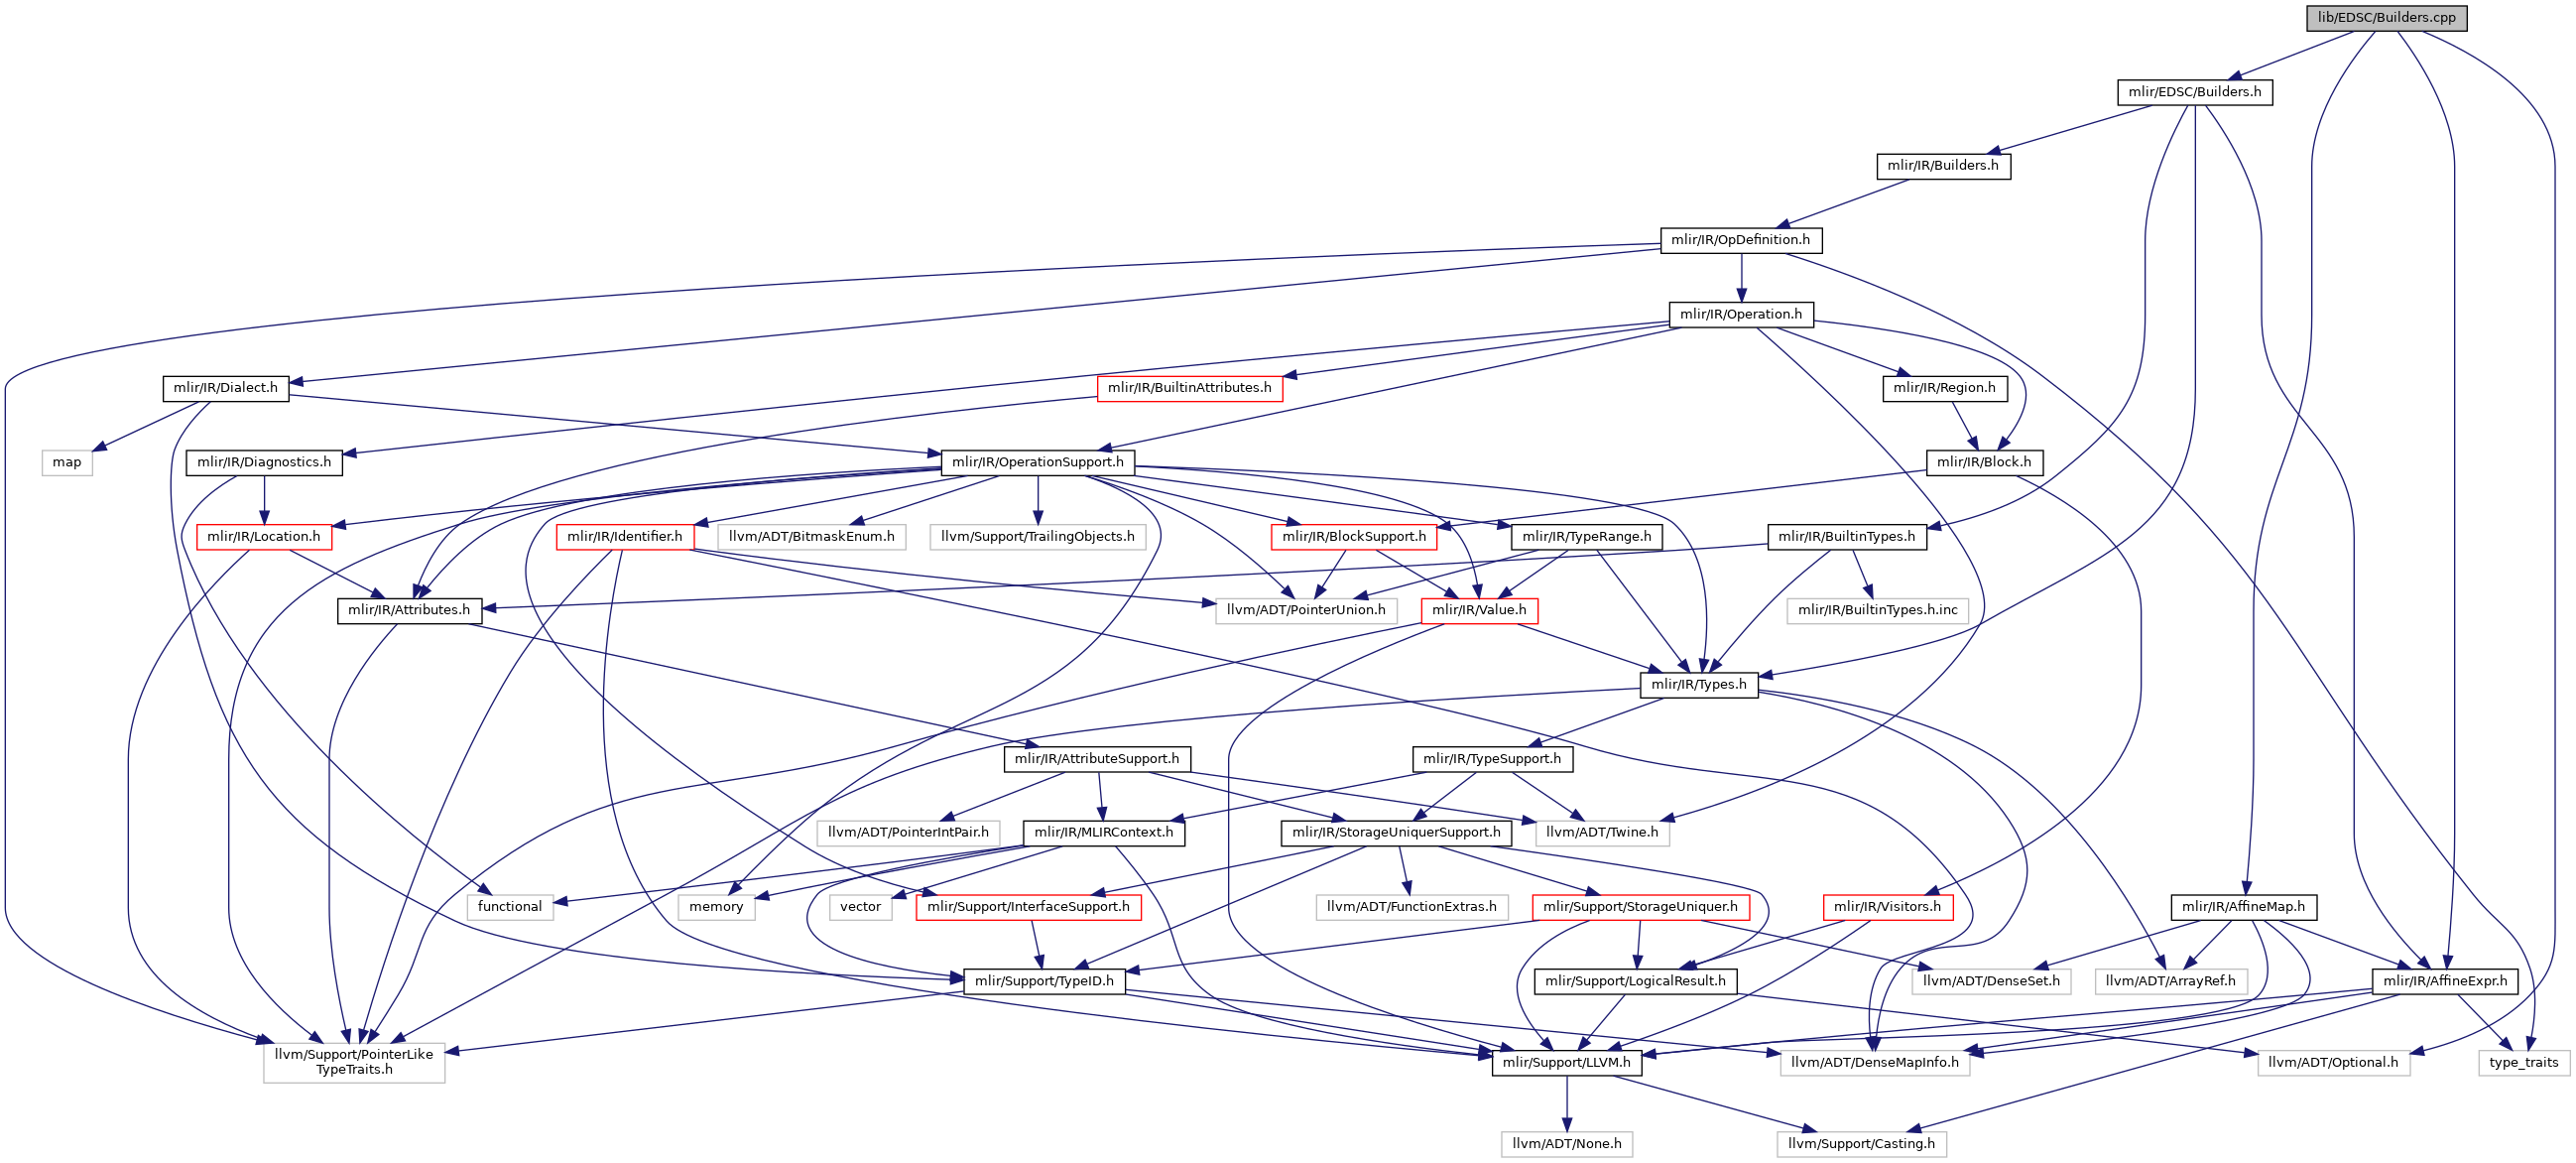 lib/EDSC/Builders.cpp
mlir/EDSC/Builders.h
mlir/IR/Builders.h
mlir/IR/OpDefinition.h
mlir/IR/Operation.h
mlir/IR/Dialect.h
mlir/IR/BuiltinAttributes.h
mlir/IR/Region.h
map
mlir/IR/Diagnostics.h
mlir/IR/OperationSupport.h
mlir/IR/Block.h
mlir/IR/Location.h
mlir/IR/Identifier.h
llvm/ADT/BitmaskEnum.h
llvm/Support/TrailingObjects.h
mlir/IR/BlockSupport.h
mlir/IR/TypeRange.h
mlir/IR/BuiltinTypes.h
mlir/IR/Attributes.h
llvm/ADT/PointerUnion.h
mlir/IR/Value.h
mlir/IR/BuiltinTypes.h.inc
mlir/IR/Types.h
mlir/IR/AttributeSupport.h
mlir/IR/TypeSupport.h
llvm/ADT/PointerIntPair.h
mlir/IR/MLIRContext.h
mlir/IR/StorageUniquerSupport.h
llvm/ADT/Twine.h
functional
memory
vector
mlir/Support/InterfaceSupport.h
llvm/ADT/FunctionExtras.h
mlir/Support/StorageUniquer.h
mlir/IR/Visitors.h
mlir/IR/AffineMap.h
mlir/Support/TypeID.h
mlir/Support/LogicalResult.h
llvm/ADT/DenseSet.h
llvm/ADT/ArrayRef.h
mlir/IR/AffineExpr.h
llvm/Support/PointerLike
TypeTraits.h
mlir/Support/LLVM.h
llvm/ADT/DenseMapInfo.h
llvm/ADT/Optional.h
type_traits
llvm/ADT/None.h
llvm/Support/Casting.h